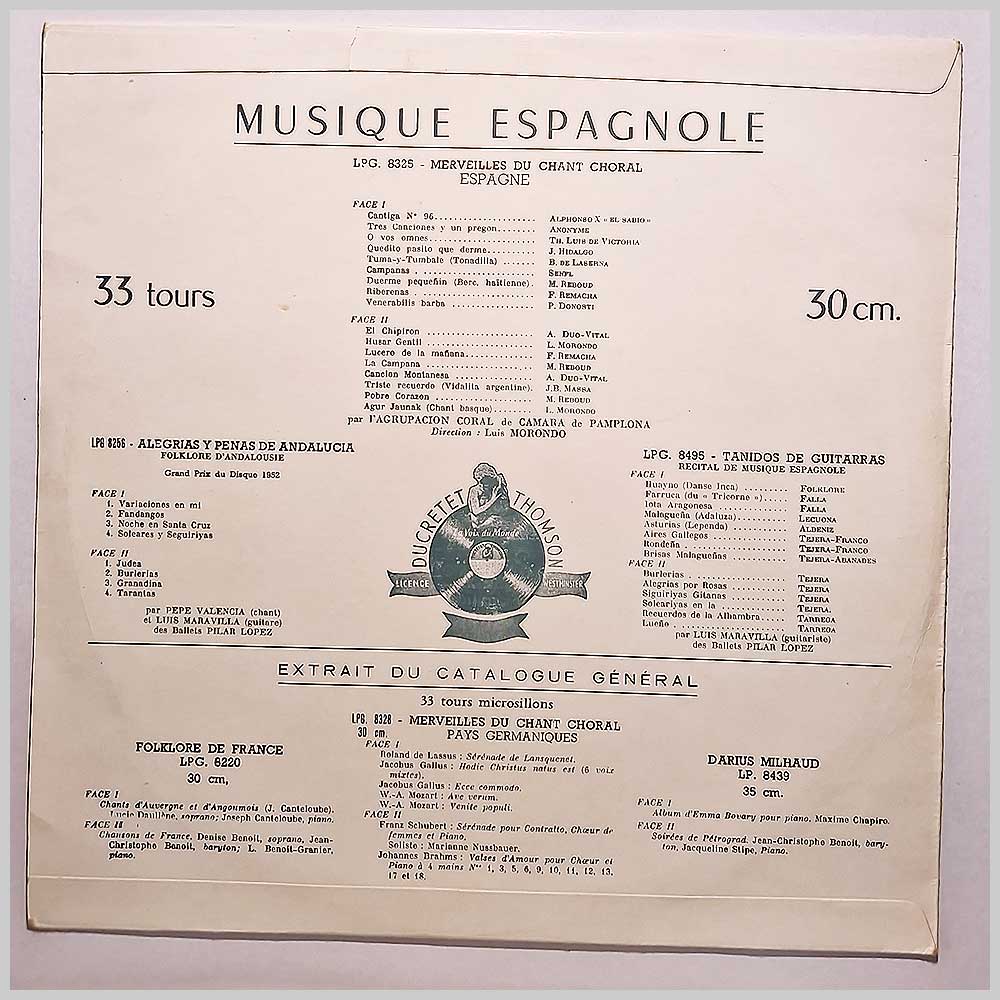 MUSIQUE ESPAGNOLE
LPG. 8325 - MERVEILLES DU CHANT CHORAL
ESPAGNE
FACE I
Cantiga N° 96.................... ALPHONSO X « EL SABIO »
Tres Canciones y un pregon....... ANONYME
O vos omnes.................... TH. LUIS DE VICTORIA
Quedito pasito que derme.......... J. HIDALGO
Tuma-y-Tumbale (Tonadilla) ...... B. DE LASERNA
Campanas . .................... SENFL
Duerme pequeñin (Berc. haïtienne). M. REBOUD
Riberenas . .................... F. REMACHA
Venerabilis barba ............... P. DONOSTI
FACE II
El Chipiron .................... A. DUO-VITAL
Husar Gentil .................... L. MORONDO
Lucero de la mañana............. F. REMACHA
La Campana .................... M. REBOUD
Cancion Montanesa ............. A. DUO-VITAL
Triste recuerdo (Vidalita argentine). J.B. MASSA
Pobre Corazon .................. M. REBOUD
Agur Jaunak (Chant basque)........ L. MORONDO
par l'AGRUPACION CORAL de CAMARA de PAMPLONA
Direction : Luis MORONDO
33 tours
30 cm.
LPG 8256 - ALEGRIAS Y PENAS DE ANDALUCIA
FOLKLORE D'ANDALOUSIE
Grand Prix du Disque 1952
FACE I
1. Variaciones en mi
2. Fandangos
3. Noche en Santa Cruz
4. Soleares y Seguiriyas
FACE II
1. Judea
2. Burlerias
3. Granadina
4. Tarantas
par PEPE VALENCIA (chant)
et LUIS MARAVILLA (guitare)
des Ballets PILAR LOPEZ
DUCRETET THOMSON
La Voix du Monde
LICENCE WESTMINSTER
LPG. 8495 - TANIDOS DE GUITARRAS
RECITAL DE MUSIQUE ESPAGNOLE
FACE I
Huayno (Danse Inca) ......... FOLKLORE
Farruca (du « Tricorne »)..... FALLA
Iota Aragonesa .............. FALLA
Malagueña (Adaluza).......... LECUONA
Asturias (Lependa) .......... ALBENIZ
Aires Gallegos .............. TEJERA-FRANCO
Rondeña .................... TEJERA-FRANCO
Brisas Malagueñas ........... TEJERA-ABANADES
FACE II
Burlerias . .................. TEJERA
Alegrias por Rosas .......... TEJERA
Siguiriyas Gitanas .......... TEJERA
Soleariyas en la ............ TEJERA.
Recuerdos de la Alhambra..... TARREGA
Lueño . ..................... TARREOA
par LUIS MARAVILLA (guitariste)
des Ballets PILAR LOPEZ
EXTRAIT DU CATALOGUE GÉNÉRAL
33 tours microsillons
LPG. 8328 - MERVEILLES DU CHANT CHORAL
30 cm. PAYS GERMANIQUES
FACE I
Roland de Lassus : Sérénade de Lansquenet.
Jacobus Gallus : Hodie Christus natus est (6 voix
mixtes).
Jacobus Gallus : Ecce commodo.
W.-A. Mozart : Ave verum.
W.-A. Mozart : Venite populi.
FACE II
Franz Schubert : Sérénade pour Contralto, Chœur de
femmes et Piano.
Soliste : Marianne Nussbauer.
Johannes Brahms : Valses d'Amour pour Chœur et
Piano à 4 mains Nos 1, 3, 5, 6, 9, 10, 11, 12, 13,
17 et 18.
FOLKLORE DE FRANCE
LPG. 8220
30 cm,
FACE I
Chants d'Auvergne et d'Angoumois (J. Canteloube).
Lucie Daullène, soprano; Joseph Canteloube, piano.
FACE II
Chansons de France, Denise Benoit, soprano, Jean-
Christophe Benoit, baryton; L. Benoit-Granier,
piano.
DARIUS MILHAUD
LP. 8439
35 cm.
FACE I
Album d'Emma Bovary pour piano. Maxime Chapiro.
FACE II
Soirées de Pétrograd. Jean-Christophe Benoit, bary-
ton, Jacqueline Stipe, Piano.